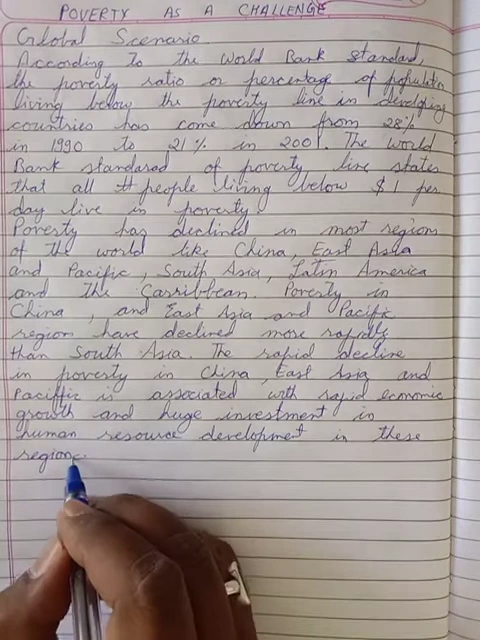 POVERTY AS A CHALLENGE
Global Scenario
According to the World Bank standard,
the poverty ratio or percentage of population
living below the poverty line in developing
countries has come down from 28%
in 1990 to 21% in 2001. The world
Bank standarad of poverty line states
that all people living below $1 per
day live in poverty.
Poverty has declined in most regions
of the world like China, East Asia
and Pacific, South Asia, Latin America
and the Carribbean. Poverty in
China, and East Asia and Pacific
region have declined more rapidly
than South Asia. The rapid decline
in poverty in China, East Asia and
Paciffic is associated with rapid economic
growth and huge investment in
human resource development in these
regions.